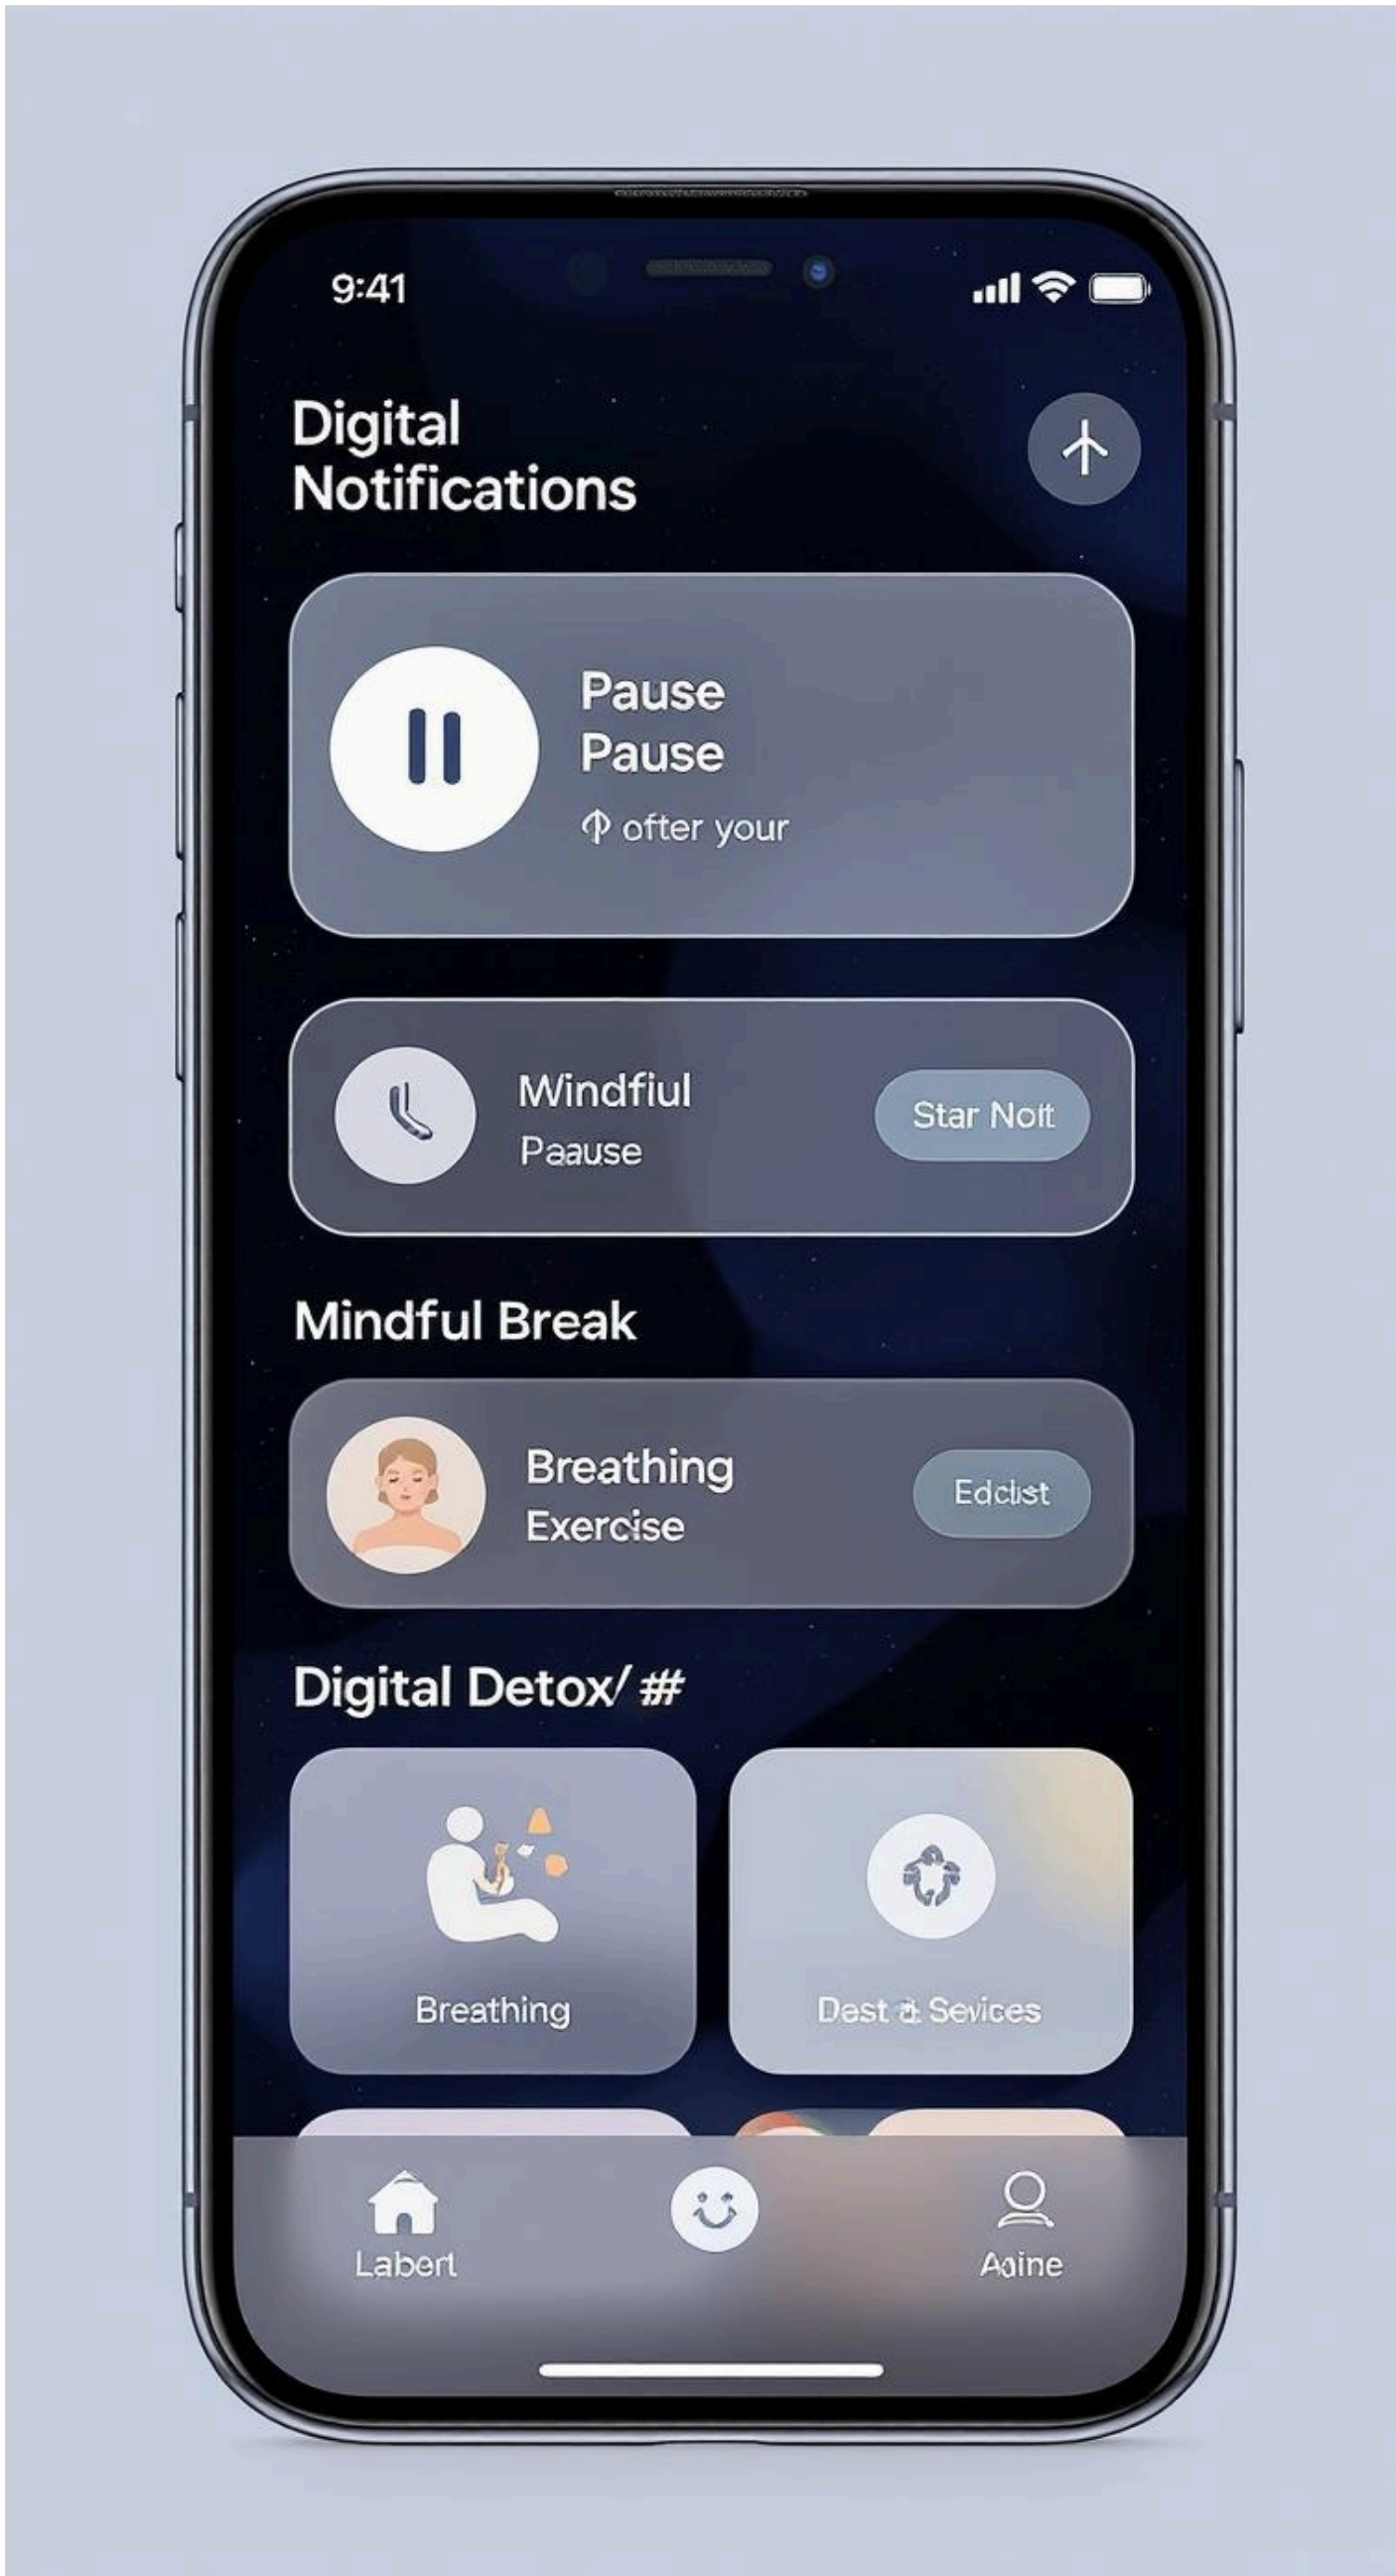 9:41
Digital
Notifications
Pause
Pause
ofter your
Windfiul
Paause
Star Noit
Mindful Break
Breathing
Exercise
Edclist
Digital Detox/ #
Breathing
Dest & Sevices
Labert
Aaine